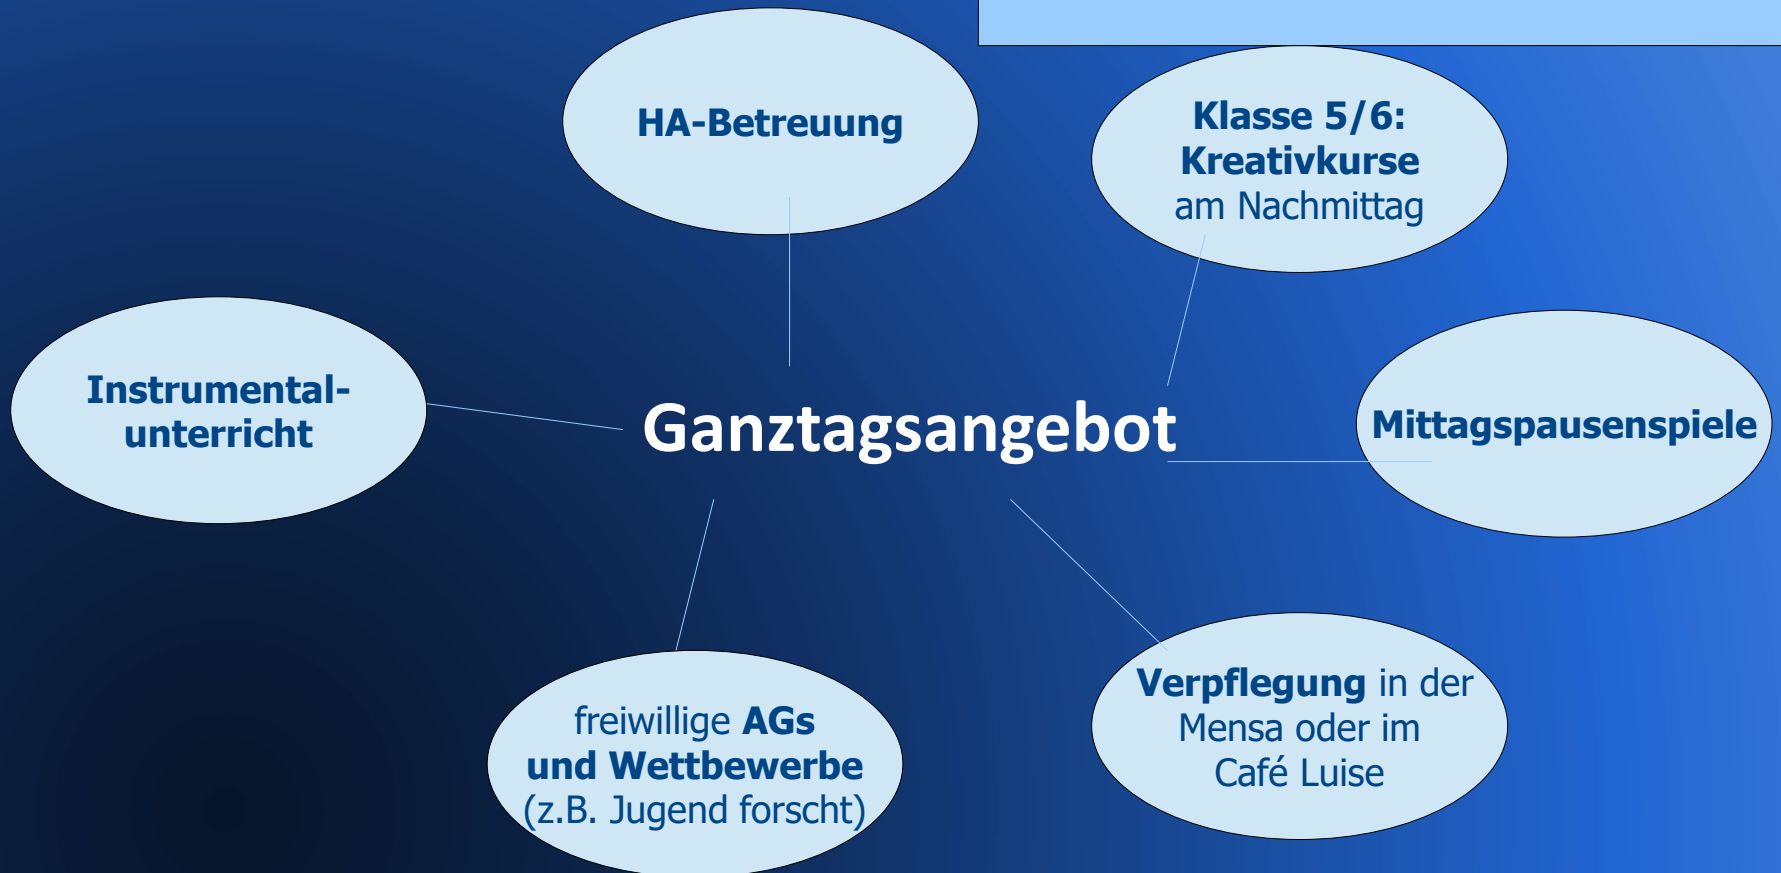 HA-Betreuung
Klasse 5/6:
Kreativkurse
am Nachmittag
Instrumental-
unterricht
Ganztagsangebot
Mittagspausenspiele
freiwillige AGs
und Wettbewerbe
(z.B. Jugend forscht)
Verpflegung in der
Mensa oder im
Café Luise